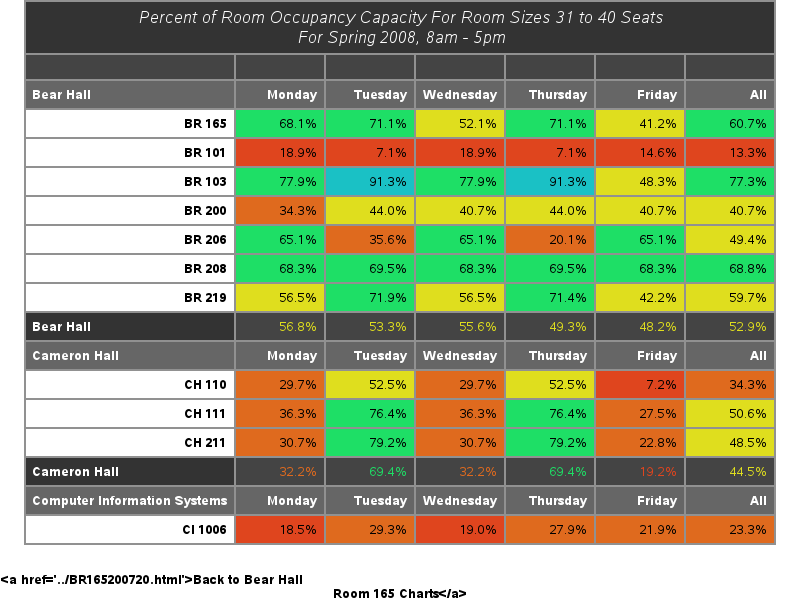 Percent of Room Occupancy Capacity For Room Sizes 31 to 40 Seats
For Spring 2008, 8am - 5pm
Bear Hall Monday Tuesday Wednesday Thursday Friday All
BR 165 68.1% 71.1% 52.1% 71.1% 41.2% 60.7%
BR 101 18.9% 7.1% 18.9% 7.1% 14.6% 13.3%
BR 103 77.9% 91.3% 77.9% 91.3% 48.3% 77.3%
BR 200 34.3% 44.0% 40.7% 44.0% 40.7% 40.7%
BR 206 65.1% 35.6% 65.1% 20.1% 65.1% 49.4%
BR 208 68.3% 69.5% 68.3% 69.5% 68.3% 68.8%
BR 219 56.5% 71.9% 56.5% 71.4% 42.2% 59.7%
Bear Hall 56.8% 53.3% 55.6% 49.3% 48.2% 52.9%
Cameron Hall Monday Tuesday Wednesday Thursday Friday All
CH 110 29.7% 52.5% 29.7% 52.5% 7.2% 34.3%
CH 111 36.3% 76.4% 36.3% 76.4% 27.5% 50.6%
CH 211 30.7% 79.2% 30.7% 79.2% 22.8% 48.5%
Cameron Hall 32.2% 69.4% 32.2% 69.4% 19.2% 44.5%
Computer Information Systems Monday Tuesday Wednesday Thursday Friday All
CI 1006 18.5% 29.3% 19.0% 27.9% 21.9% 23.3%
<a href='../BR165200720.html'>Back to Bear Hall
Room 165 Charts</a>